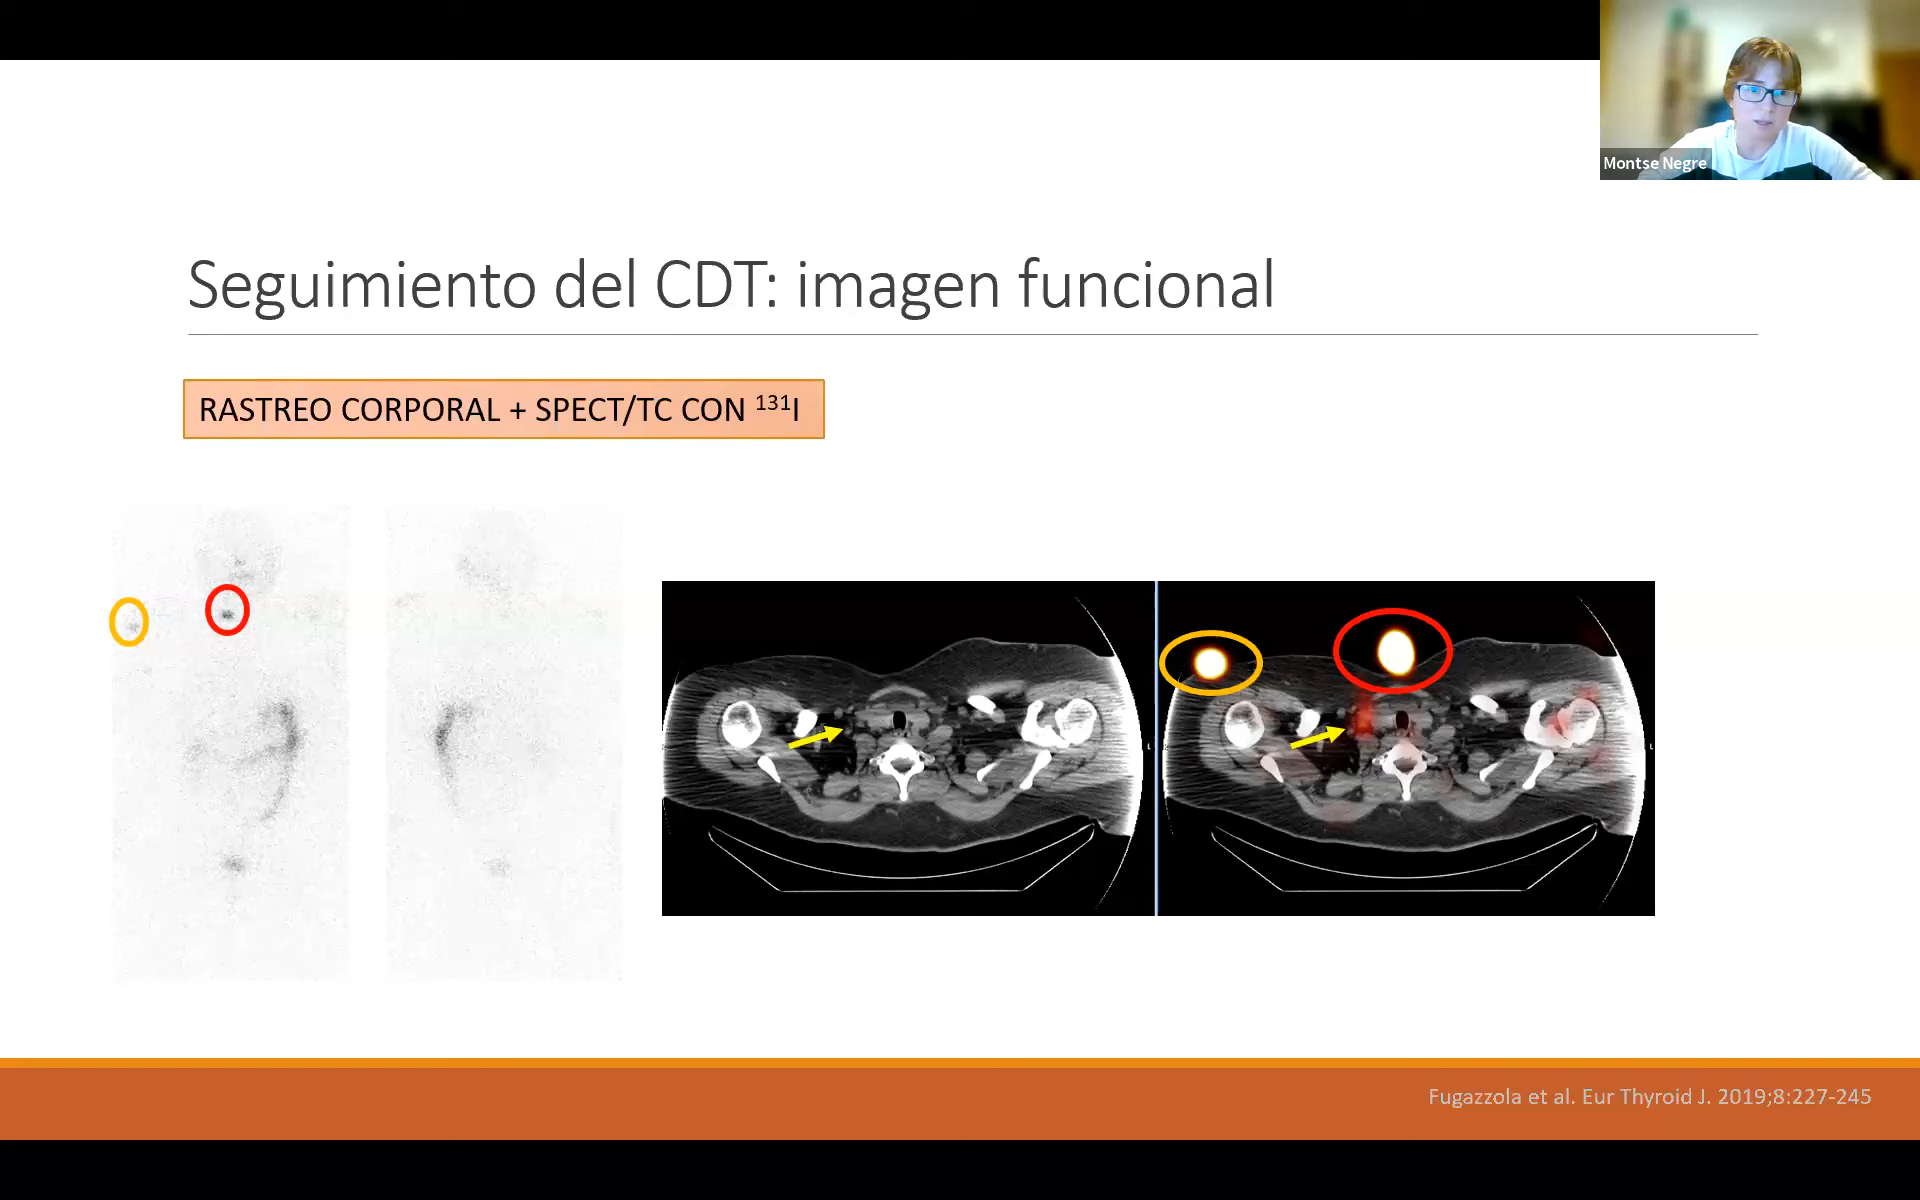 Montse Negre
Seguimiento del CDT: imagen funcional
RASTREO CORPORAL + SPECT/TC CON ¹³¹I
L
L
Fugazzola et al. Eur Thyroid J. 2019;8:227-245